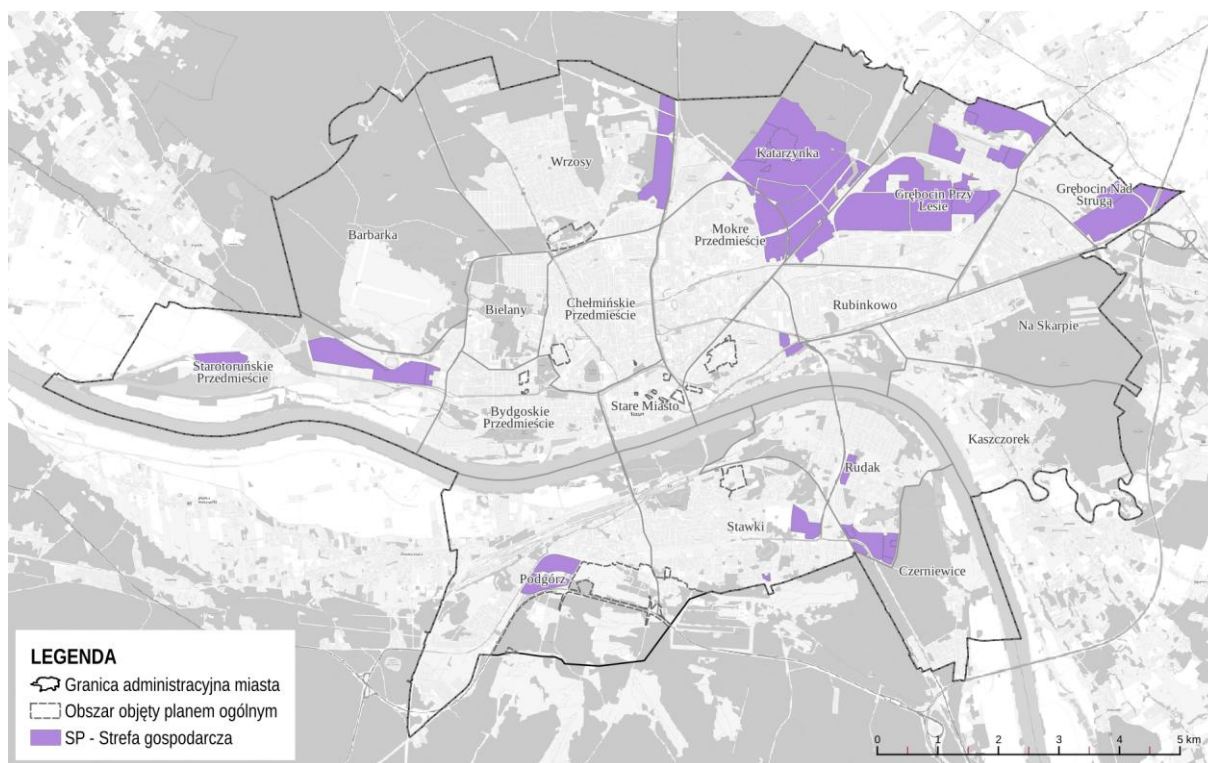 Wrzosy
Katarzynka
Grębocin Przy
Lesie
Grębocin Nad
Strugą
Barbarka
Mokre
Przedmieście
Bielany
Chełmińskie
Przedmieście
Rubinkowo
Na Skarpie
Starotoruńskie
Przedmieście
Bydgoskie
Przedmieście
Stare Miasto
Toruń
Kaszczorek
Rudak
Stawki
Podgórz
Czerniewice
LEGENDA
Granica administracyjna miasta
Obszar objęty planem ogólnym
SP - Strefa gospodarcza
0 1 2 3 4 5 km